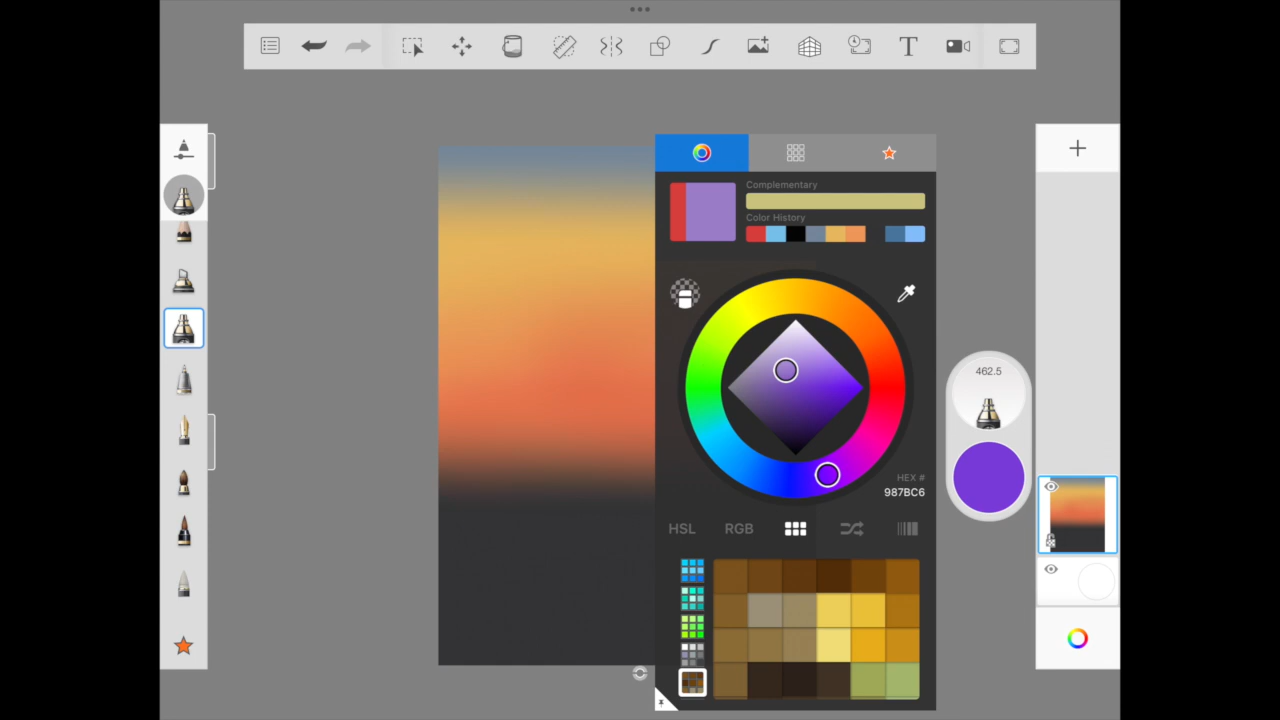 T
Complementary
Color History
462.5
HEX #
987BC6
HSL RGB